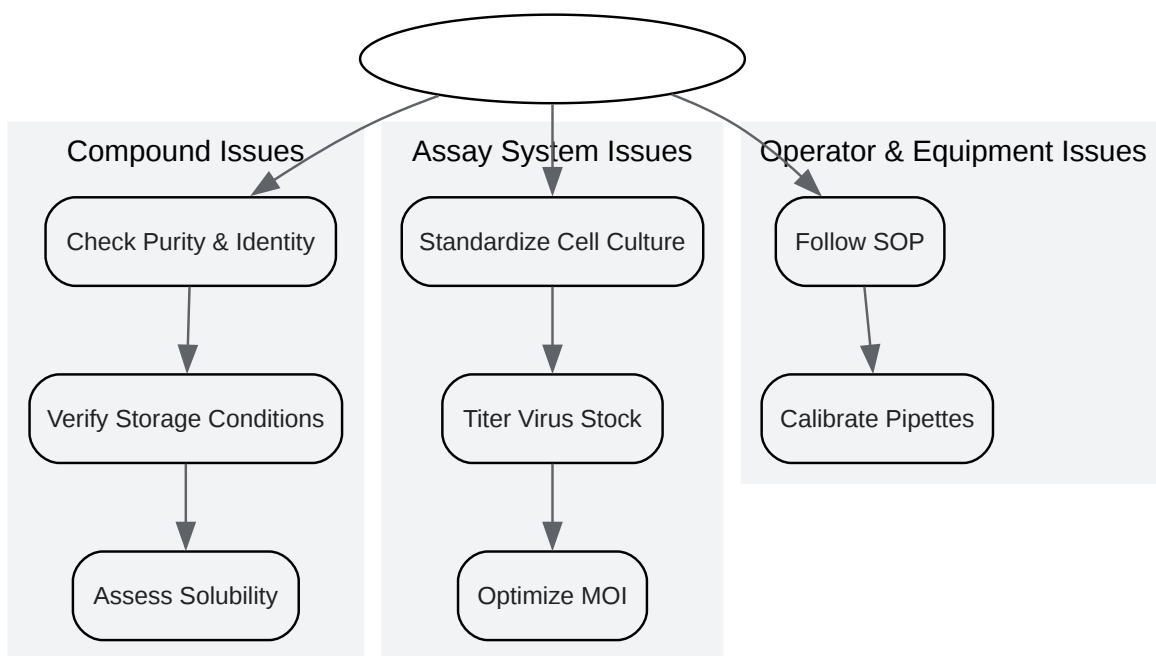 Compound Issues
Assay System Issues
Operator & Equipment Issues
Check Purity & Identity
Standardize Cell Culture
Follow SOP
Verify Storage Conditions
Titer Virus Stock
Calibrate Pipettes
Assess Solubility
Optimize MOI